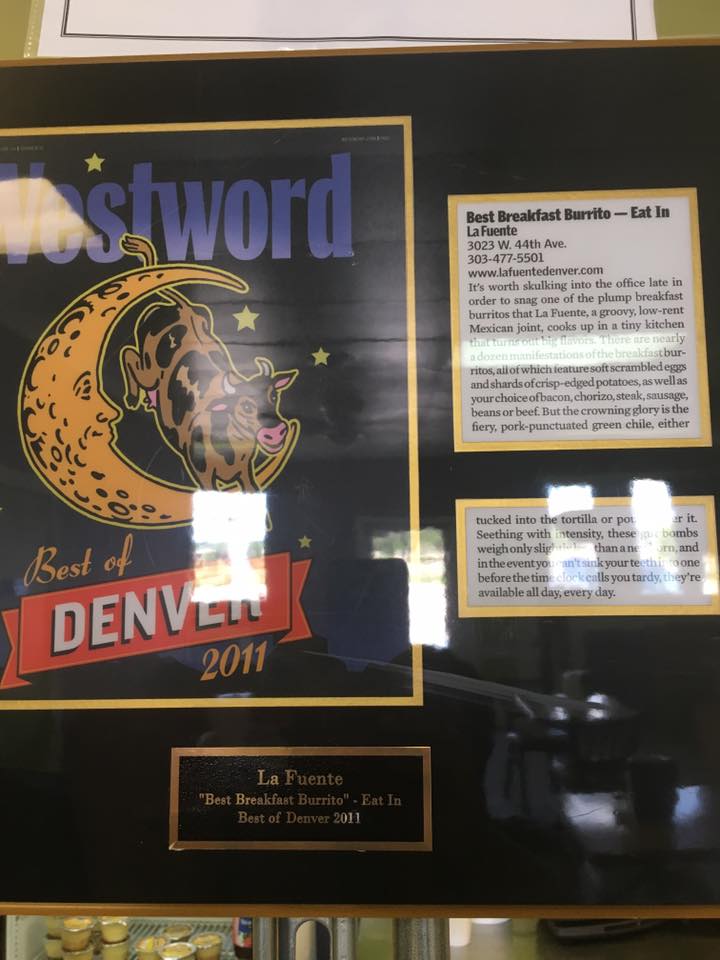 Westword
Best of
DENVER
2011
Best Breakfast Burrito — Eat In
La Fuente
3023 W. 44th Ave.
303-477-5501
www.lafuentedenver.com
It's worth skulking into the office late in
order to snag one of the plump breakfast
burritos that La Fuente, a groovy, low-rent
Mexican joint, cooks up in a tiny kitchen
that turns out big flavors. There are nearly
a dozen manifestations of the breakfast bur-
ritos, all of which feature soft scrambled eggs
and shards of crisp-edged potatoes, as well as
your choice of bacon, chorizo, steak, sausage,
beans or beef. But the crowning glory is the
fiery, pork-punctuated green chile, either
tucked into the tortilla or it.
Seething with intensity, these bombs
weigh only than a and
in the event you can't sink your teeth into one
before the time clock calls you tardy, they're
available all day, every day.
La Fuente
"Best Breakfast Burrito" - Eat In
Best of Denver 2011